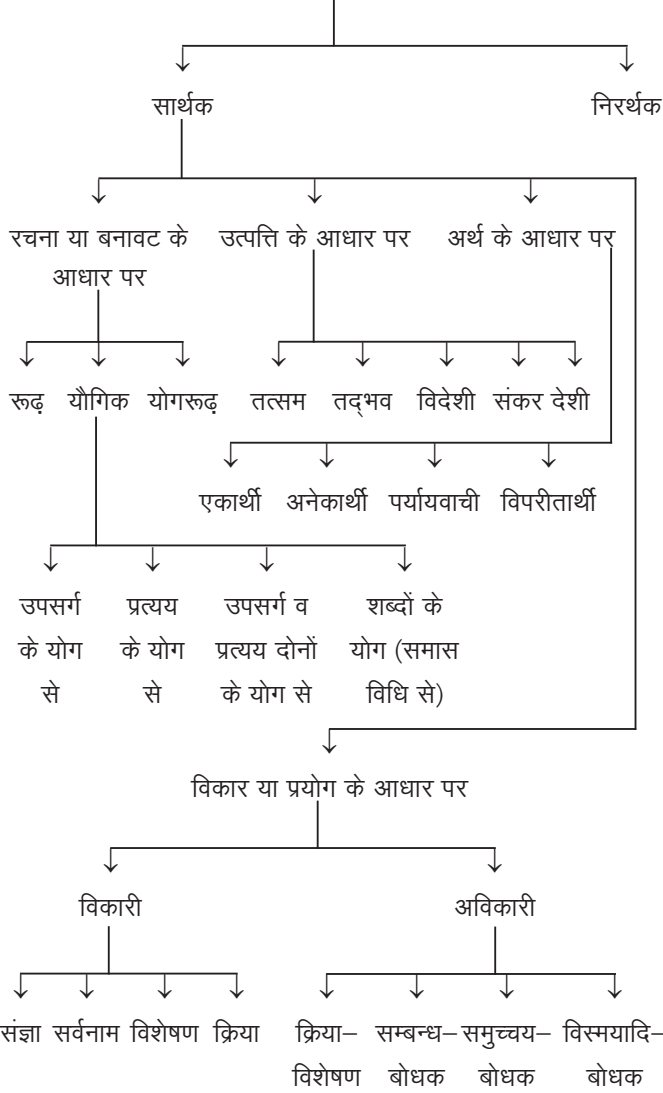 सार्थक निरर्थक
रचना या बनावट के उत्पत्ति के आधार पर अर्थ के आधार पर
आधार पर
रूढ़ यौगिक योगरूढ़ तत्सम तद्भव विदेशी संकर देशी
एकार्थी अनेकार्थी पर्यायवाची विपरीतार्थी
उपसर्ग प्रत्यय उपसर्ग व शब्दों के
के योग के योग प्रत्यय दोनों योग (समास
से से के योग से विधि से)
विकार या प्रयोग के आधार पर
विकारी अविकारी
संज्ञा सर्वनाम विशेषण क्रिया क्रिया– सम्बन्ध– समुच्चय– विस्मयादि–
विशेषण बोधक बोधक बोधक